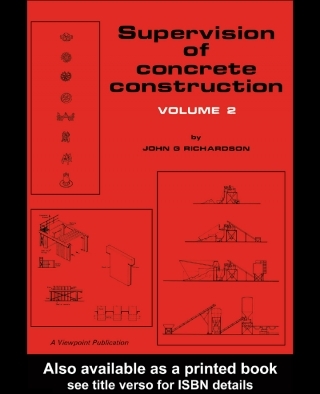 Supervision
of
concrete
construction
VOLUME 2
by
JOHN G RICHARDSON
A Viewpoint Publication
Also available as a printed book
see title verso for ISBN details